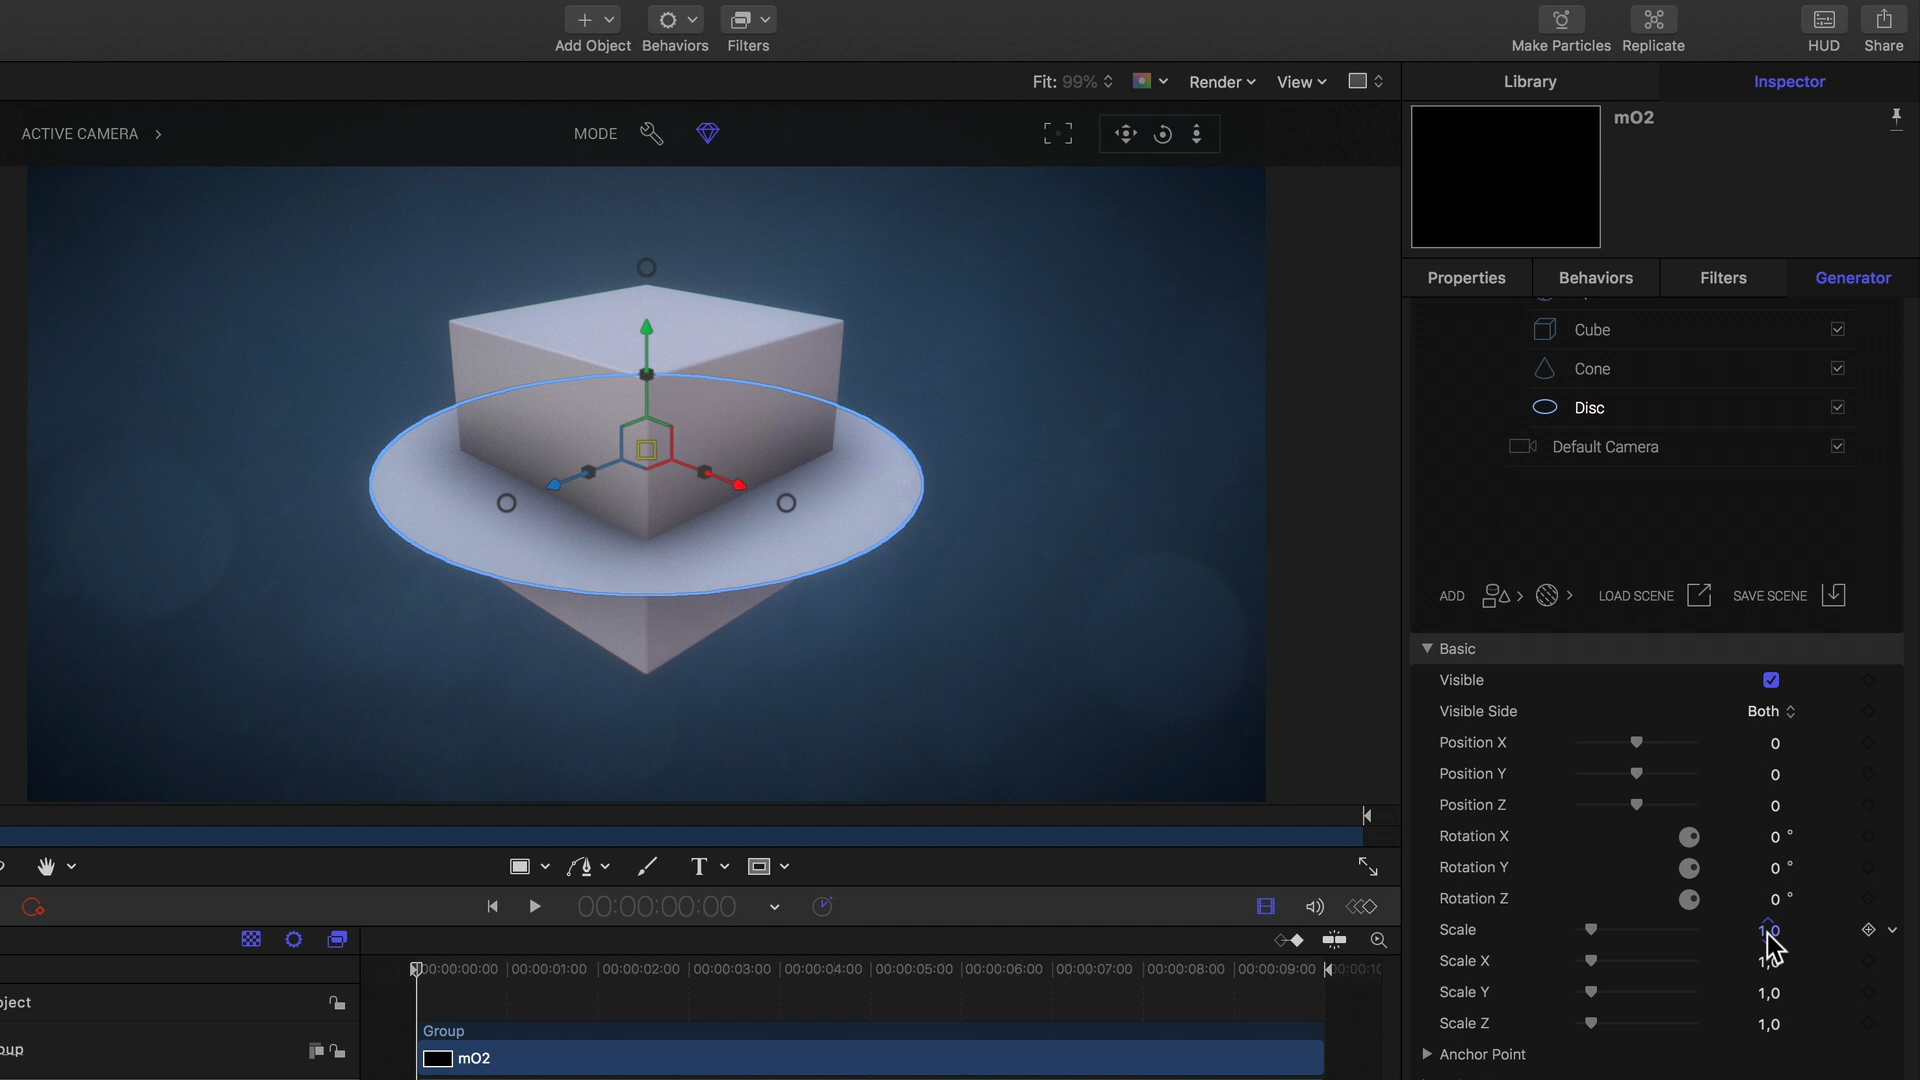 Add Object
Behaviors
Filters
Make Particles
Replicate
HUD
Share
Fit: 99%
Render
View
Library
Inspector
ACTIVE CAMERA
MODE
mO2
Properties
Behaviors
Filters
Generator
Cube
Cone
Disc
Default Camera
ADD
LOAD SCENE
SAVE SCENE
Basic
Visible
Visible Side Both
Position X 0
Position Y 0
Position Z 0
Rotation X 0 °
Rotation Y 0 °
Rotation Z 0 °
Scale 1,0
Scale X 1,0
Scale Y 1,0
Scale Z 1,0
Anchor Point
T
00:00:00:00
00:00:00:00 00:00:01:00 00:00:02:00 00:00:03:00 00:00:04:00 00:00:05:00 00:00:06:00 00:00:07:00 00:00:08:00 00:00:09:00
Group
mO2